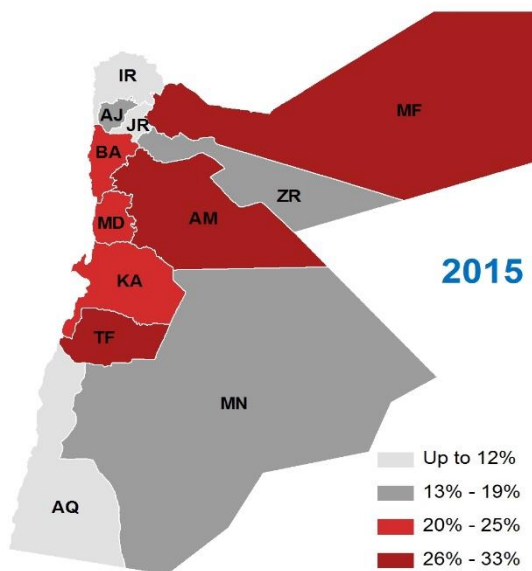 IR
AJ
JR
MF
BA
ZR
MD
AM
2015
KA
TF
MN
AQ
Up to 12%
13% - 19%
20% - 25%
26% - 33%